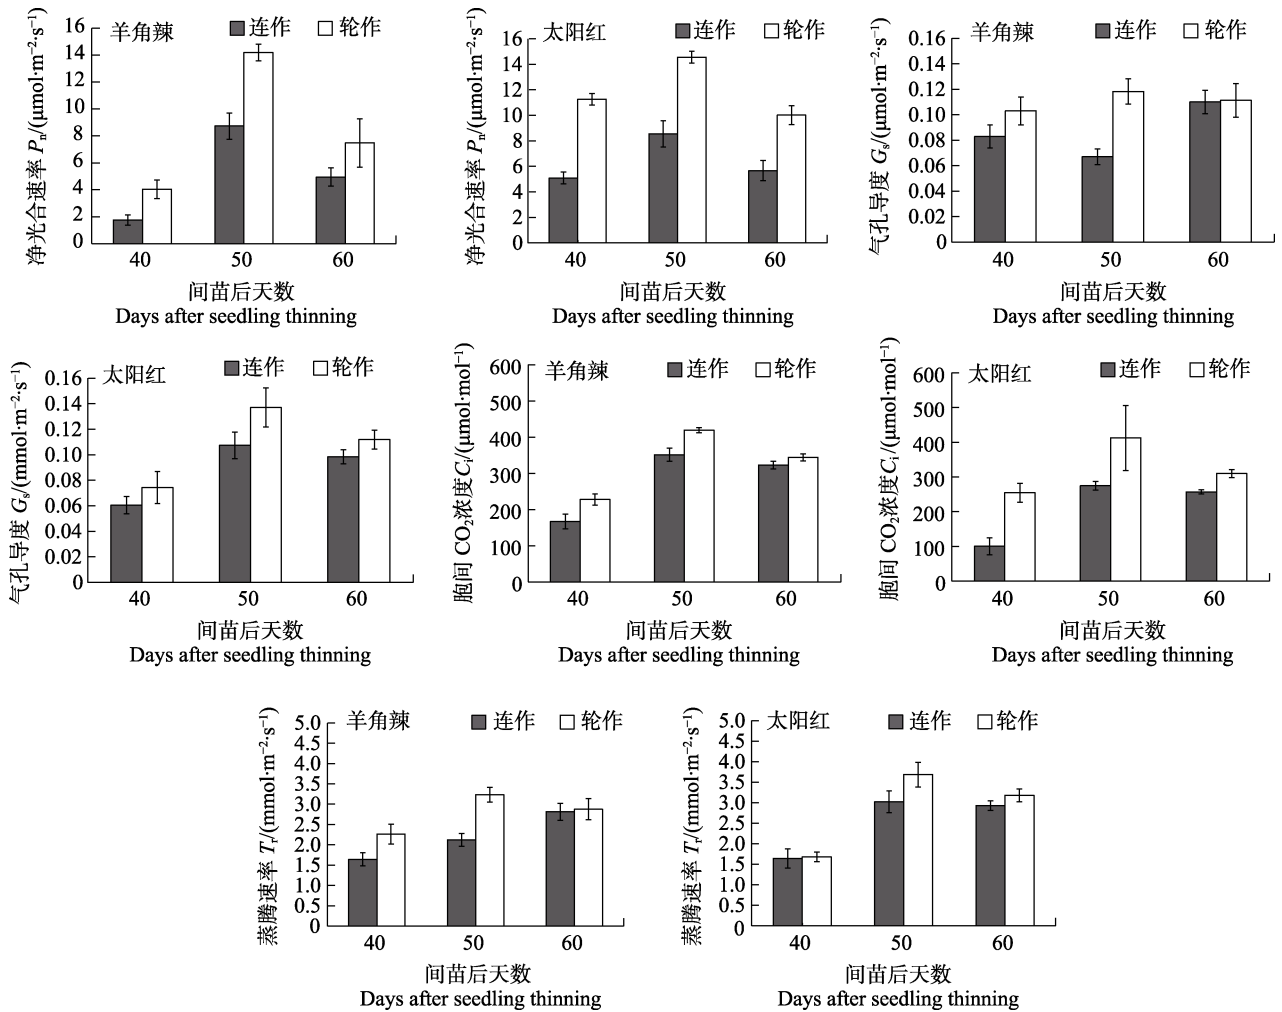 羊角辣 连作 轮作
净光合速率 Pn/(μmol·m⁻²·s⁻¹)
16
14
12
10
8
6
4
2
0
40 50 60
间苗后天数
Days after seedling thinning
太阳红 连作 轮作
净光合速率 Pn/(μmol·m⁻²·s⁻¹)
16
14
12
10
8
6
4
2
0
40 50 60
间苗后天数
Days after seedling thinning
羊角辣 连作 轮作
气孔导度 Gs/(μmol·m⁻²·s⁻¹)
0.16
0.14
0.12
0.10
0.08
0.06
0.04
0.02
0
40 50 60
间苗后天数
Days after seedling thinning
太阳红 连作 轮作
气孔导度 Gs/(mmol·m⁻²·s⁻¹)
0.16
0.14
0.12
0.10
0.08
0.06
0.04
0.02
0
40 50 60
间苗后天数
Days after seedling thinning
羊角辣 连作 轮作
胞间 CO₂浓度Ci/(μmol·mol⁻¹)
600
500
400
300
200
100
0
40 50 60
间苗后天数
Days after seedling thinning
太阳红 连作 轮作
胞间 CO₂浓度Ci/(μmol·mol⁻¹)
600
500
400
300
200
100
0
40 50 60
间苗后天数
Days after seedling thinning
羊角辣 连作 轮作
蒸腾速率 Tr/(mmol·m⁻²·s⁻¹)
5.0
4.5
4.0
3.5
3.0
2.5
2.0
1.5
1.0
0.5
0
40 50 60
间苗后天数
Days after seedling thinning
太阳红 连作 轮作
蒸腾速率 Tr/(mmol·m⁻²·s⁻¹)
5.0
4.5
4.0
3.5
3.0
2.5
2.0
1.5
1.0
0.5
0
40 50 60
间苗后天数
Days after seedling thinning